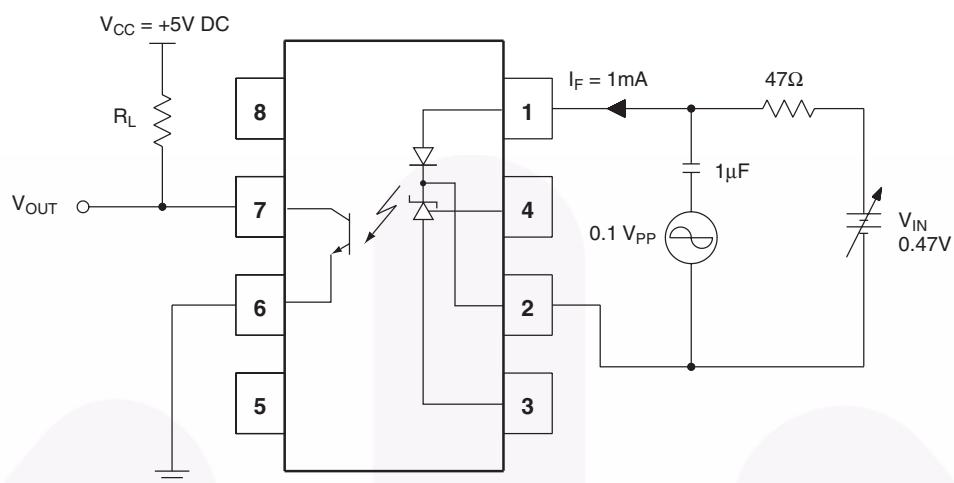 V_CC = +5V DC
R_L
V_OUT
8
7
6
5
1
4
2
3
I_F = 1mA
47Ω
1μF
0.1 V_PP
V_IN
0.47V